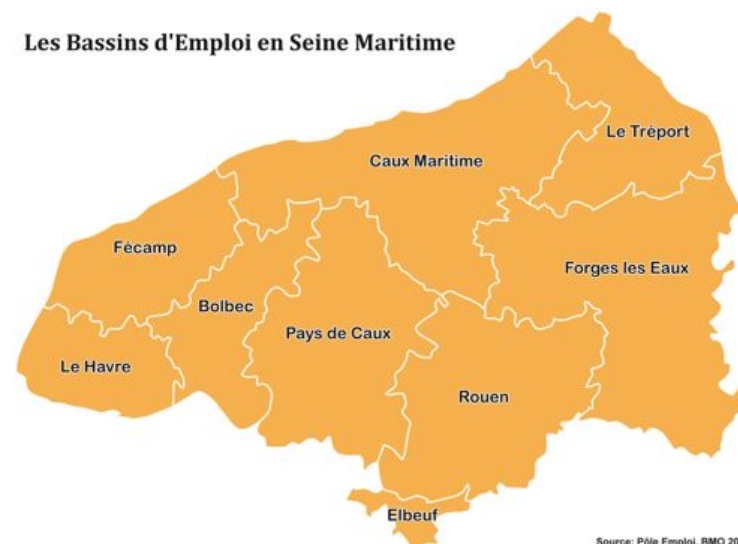 Les Bassins d'Emploi en Seine Maritime
Le Tréport
Caux Maritime
Fécamp
Forges les Eaux
Bolbec
Pays de Caux
Le Havre
Rouen
Elbeuf
Source: Pôle Emploi, BMO 20